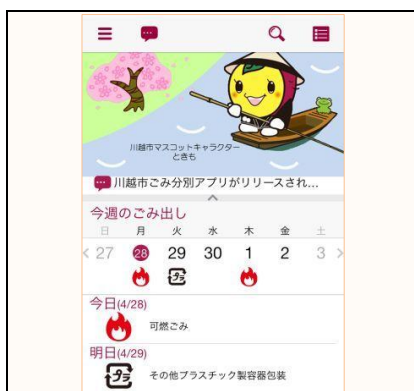 川越市マスコットキャラクター
ときも
川越市ごみ分別アプリがリリースされ...
今週のごみ出し
日 月 火 水 木 金 土
27 28 29 30 1 2 3
プラ
今日(4/28)
可燃ごみ
明日(4/29)
プラ その他プラスチック製容器包装